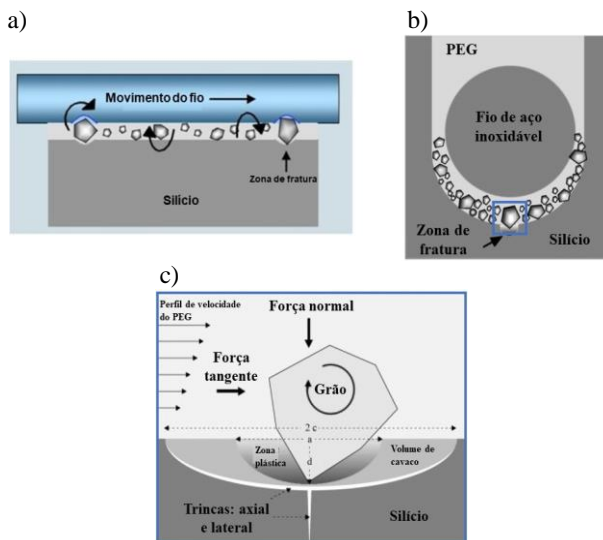 a)
Movimento do fio
Zona de fratura
Silício
b)
PEG
Fio de aço
inoxidável
Zona de
fratura
Silício
c)
Perfil de velocidade
do PEG
Força normal
Força
tangente
Grão
2 c
a
Zona
plástica
d
Volume de
cavaco
Trincas: axial
e lateral
Silício